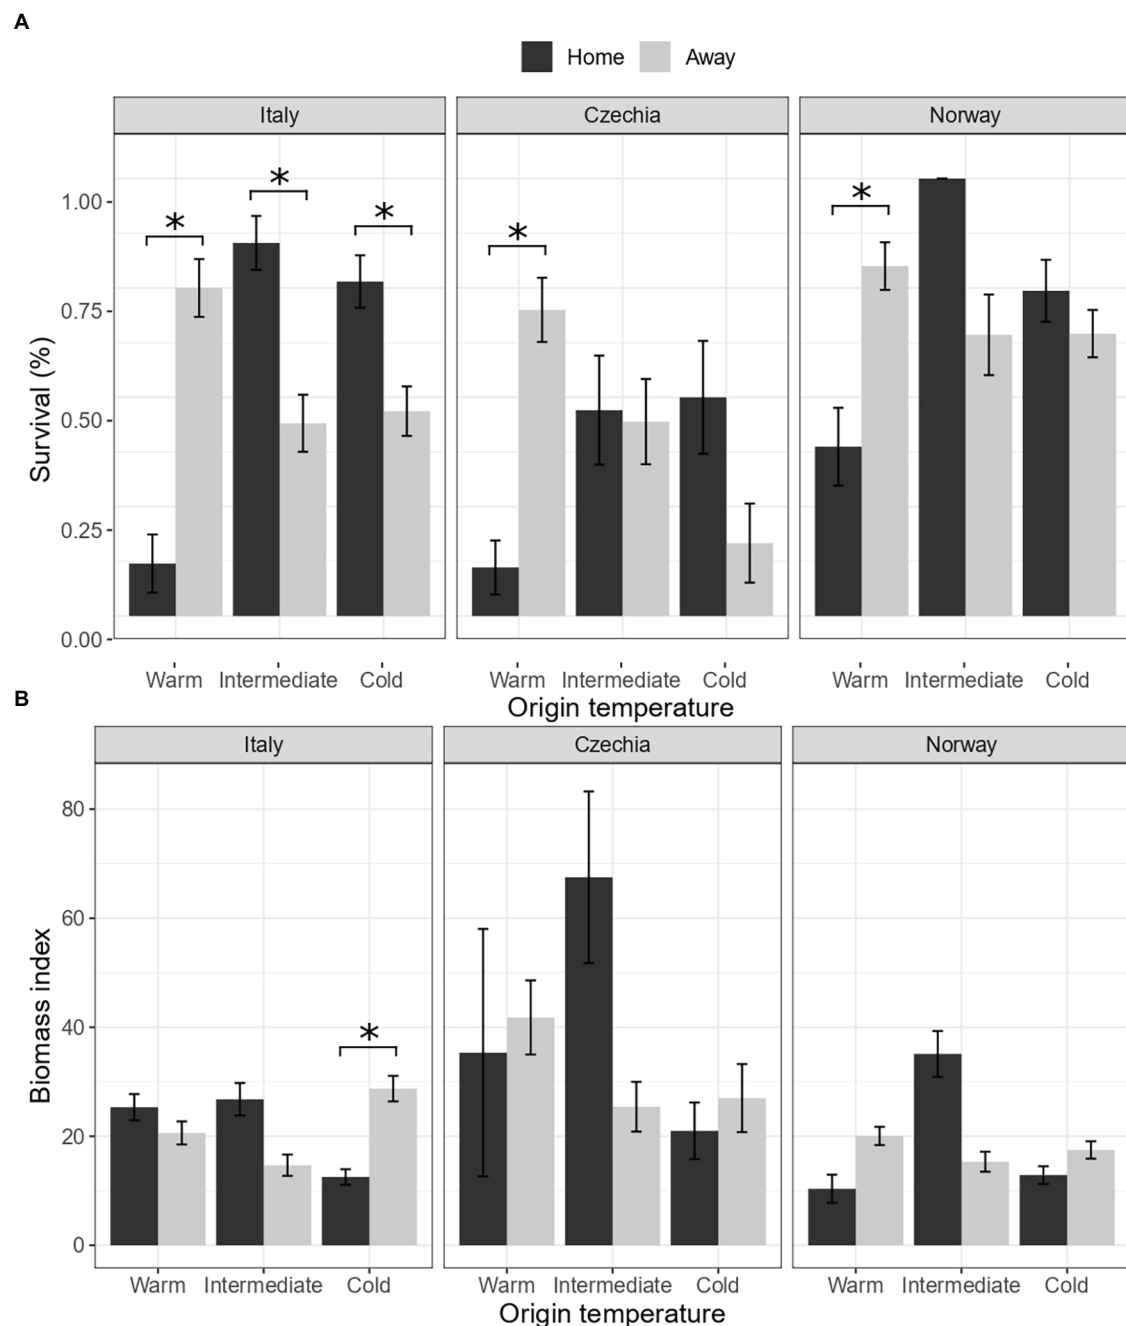 A
Home Away
Italy Czechia Norway
1.00
0.75
0.50
0.25
0.00
Survival (%)
* * * * *
Warm Intermediate Cold Warm Intermediate Cold Warm Intermediate Cold
Origin temperature
B
Italy Czechia Norway
80
60
40
20
0
Biomass index
*
Warm Intermediate Cold Warm Intermediate Cold Warm Intermediate Cold
Origin temperature